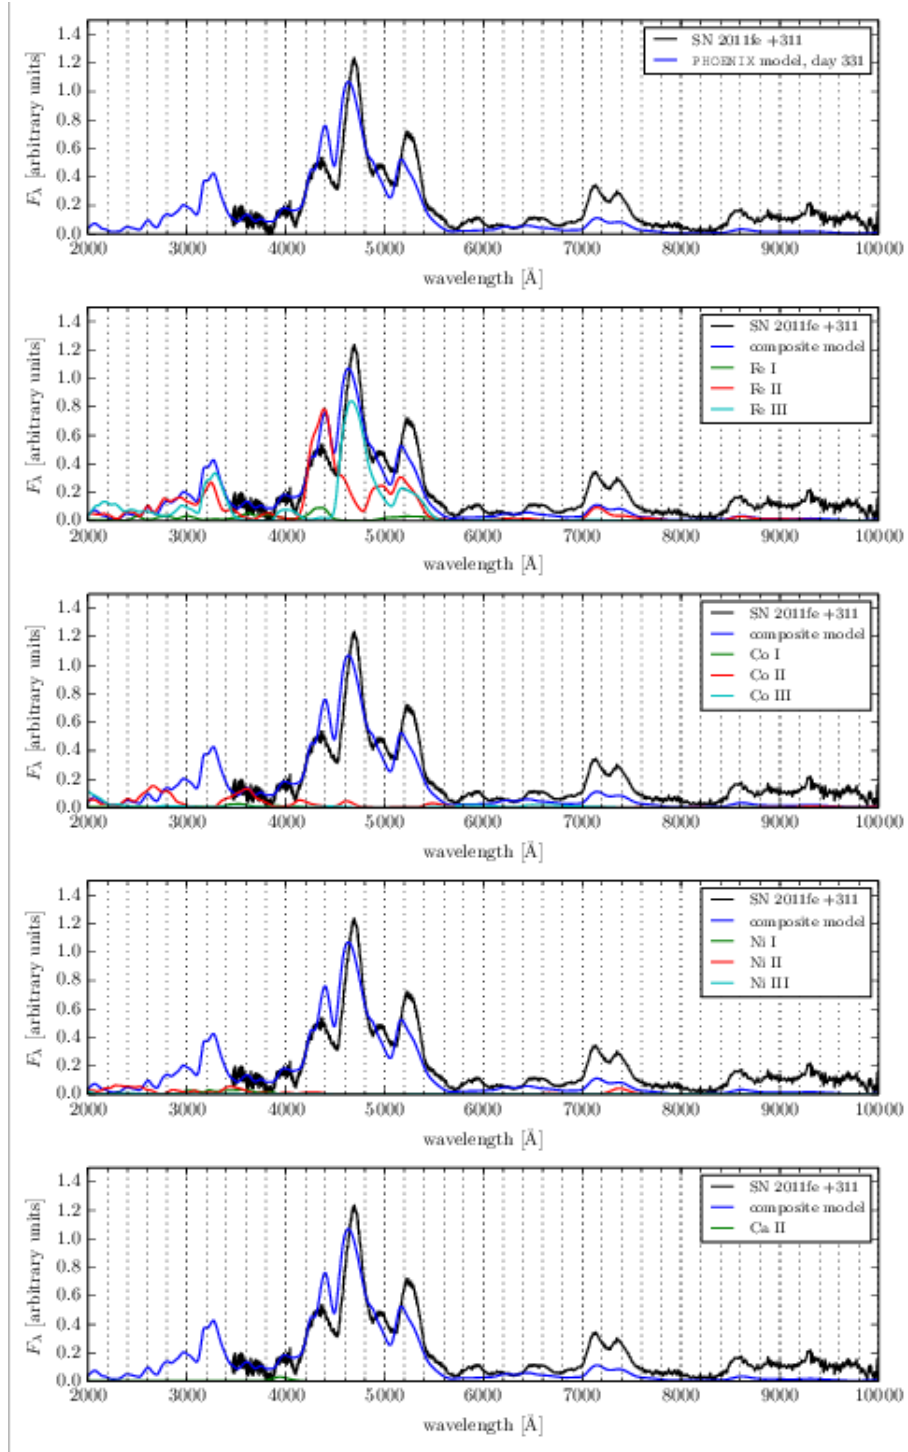 1.4
1.2
1.0
0.8
0.6
0.4
0.2
0.0
F_λ [arbitrary units]
SN 2011fe +311
PHOENIX model, day 331
2000 3000 4000 5000 6000 7000 8000 9000 10000
wavelength [Å]
1.4
1.2
1.0
0.8
0.6
0.4
0.2
0.0
F_λ [arbitrary units]
SN 2011fe +311
composite model
Fe I
Fe II
Fe III
2000 3000 4000 5000 6000 7000 8000 9000 10000
wavelength [Å]
1.4
1.2
1.0
0.8
0.6
0.4
0.2
0.0
F_λ [arbitrary units]
SN 2011fe +311
composite model
Co I
Co II
Co III
2000 3000 4000 5000 6000 7000 8000 9000 10000
wavelength [Å]
1.4
1.2
1.0
0.8
0.6
0.4
0.2
0.0
F_λ [arbitrary units]
SN 2011fe +311
composite model
Ni I
Ni II
Ni III
2000 3000 4000 5000 6000 7000 8000 9000 10000
wavelength [Å]
1.4
1.2
1.0
0.8
0.6
0.4
0.2
0.0
F_λ [arbitrary units]
SN 2011fe +311
composite model
Ca II
2000 3000 4000 5000 6000 7000 8000 9000 10000
wavelength [Å]